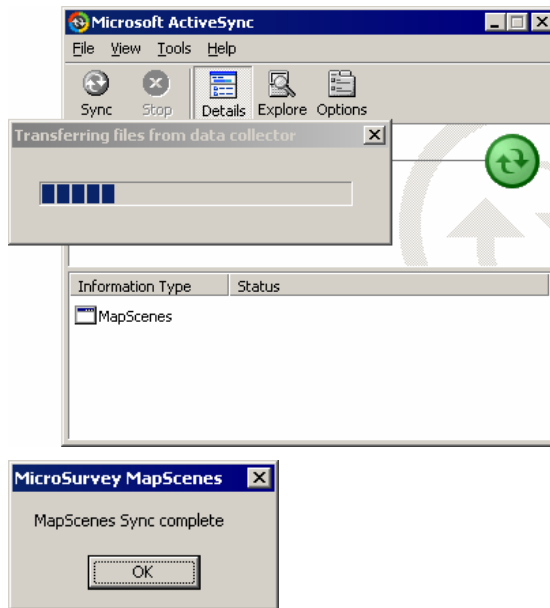 Microsoft ActiveSync
File View Tools Help
Sync Stop Details Explore Options
Transferring files from data collector
Information Type Status
MapScenes
MicroSurvey MapScenes
MapScenes Sync complete
OK